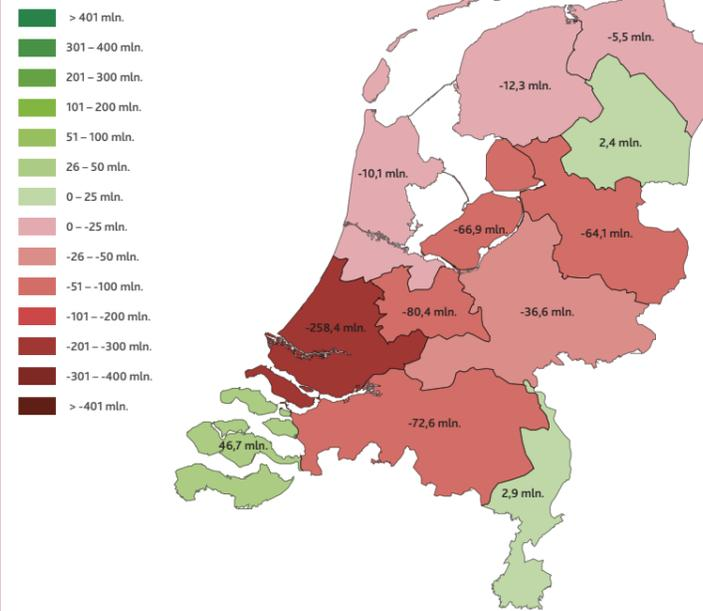 > 401 mln.
301 – 400 mln.
201 – 300 mln.
101 – 200 mln.
51 – 100 mln.
26 – 50 mln.
0 – 25 mln.
0 – -25 mln.
-26 – -50 mln.
-51 – -100 mln.
-101 – -200 mln.
-201 – -300 mln.
-301 – -400 mln.
> -401 mln.
-5,5 mln.
-12,3 mln.
2,4 mln.
-10,1 mln.
-66,9 mln.
-64,1 mln.
-80,4 mln.
-36,6 mln.
-258,4 mln.
-72,6 mln.
46,7 mln.
2,9 mln.